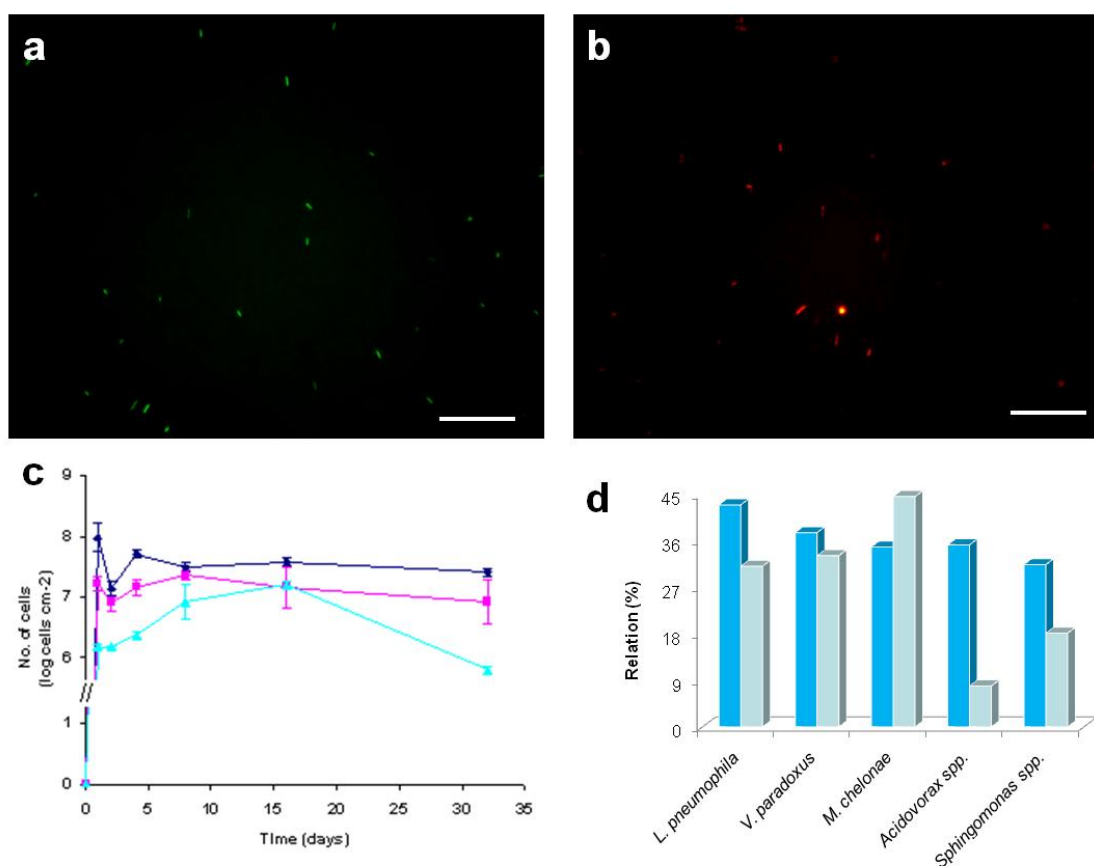 a
b
c
9
8
7
6
1
0
No. of cells
(log cells cm-2)
0
5
10
15
20
25
30
35
TIme (days)
d
45
36
27
18
9
0
Relation (%)
L. pneumophila
V. paradoxus
M. chelonae
Acidovorax spp.
Sphingomonas spp.